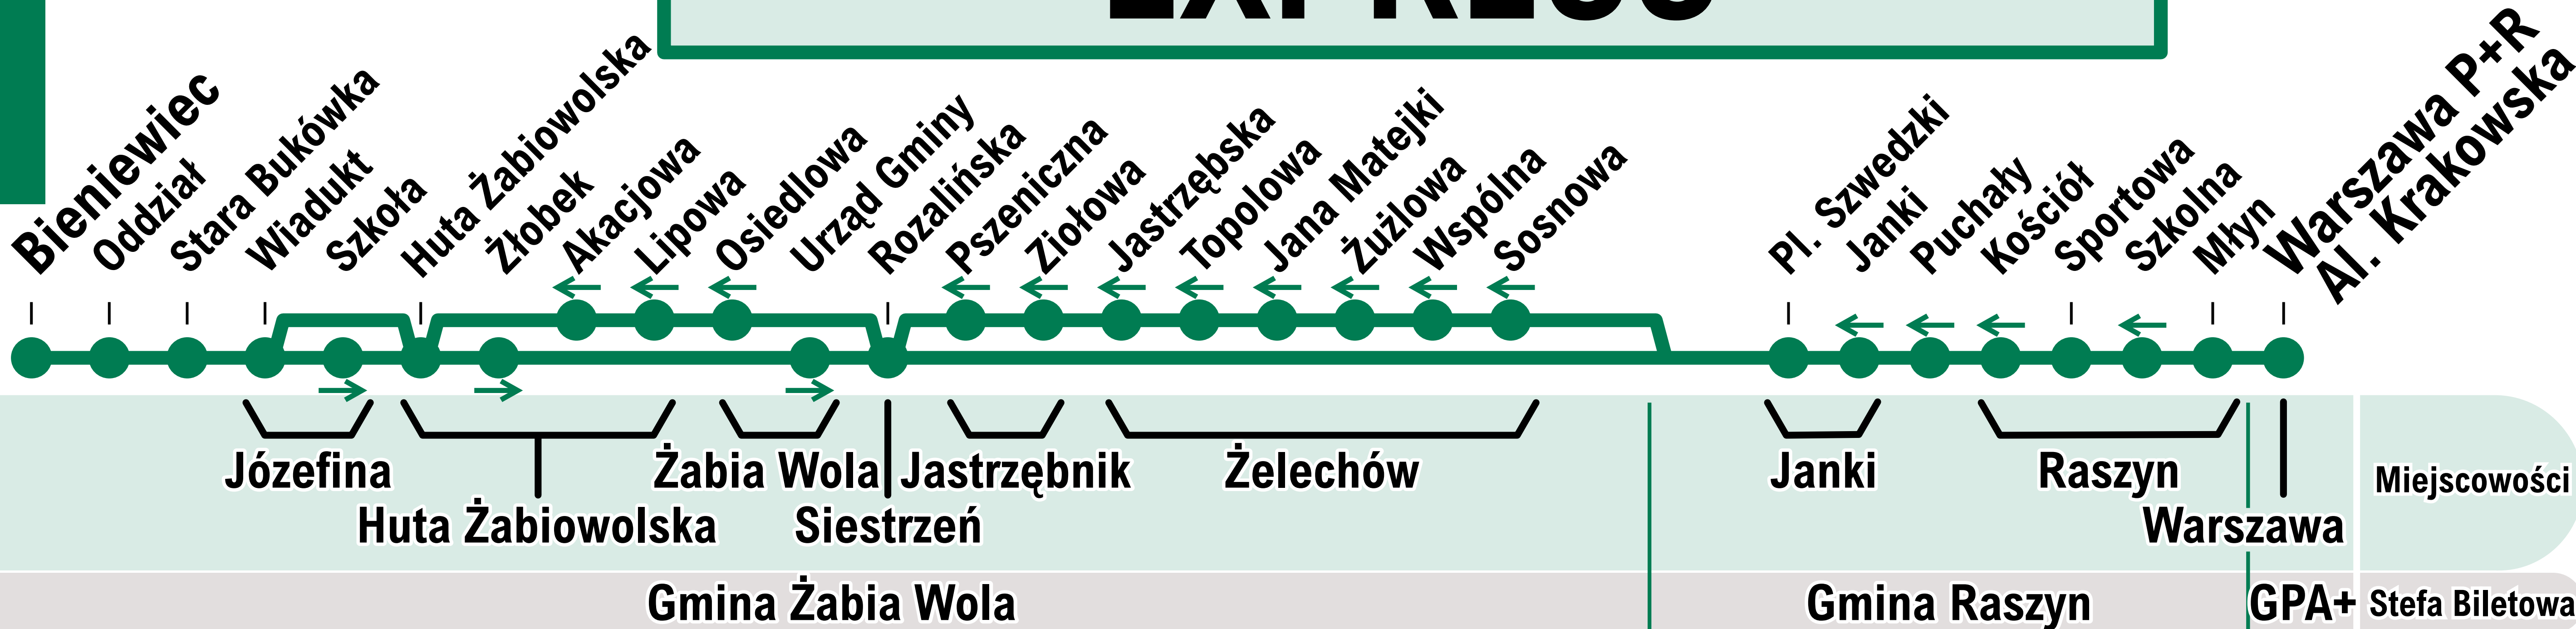 EXPRESS
Bieniewiec
Oddział
Stara Bukówka
Wiadukt
Szkoła
Huta Żabiowolska
Żłobek
Akacjowa
Lipowa
Osiedlowa
Urząd Gminy
Rozalińska
Pszeniczna
Ziołowa
Jastrzębska
Topolowa
Jana Matejki
Żużlowa
Wspólna
Sosnowa
Pl. Szwedzki
Janki
Puchały
Kościół
Sportowa
Szkolna
Młyn
Warszawa P+R
Al. Krakowska
Józefina
Huta Żabiowolska
Żabia Wola
Siestrzeń
Jastrzębnik
Żelechów
Janki
Raszyn
Warszawa
Miejscowości
Gmina Żabia Wola
Gmina Raszyn
GPA+
Stefa Biletowa